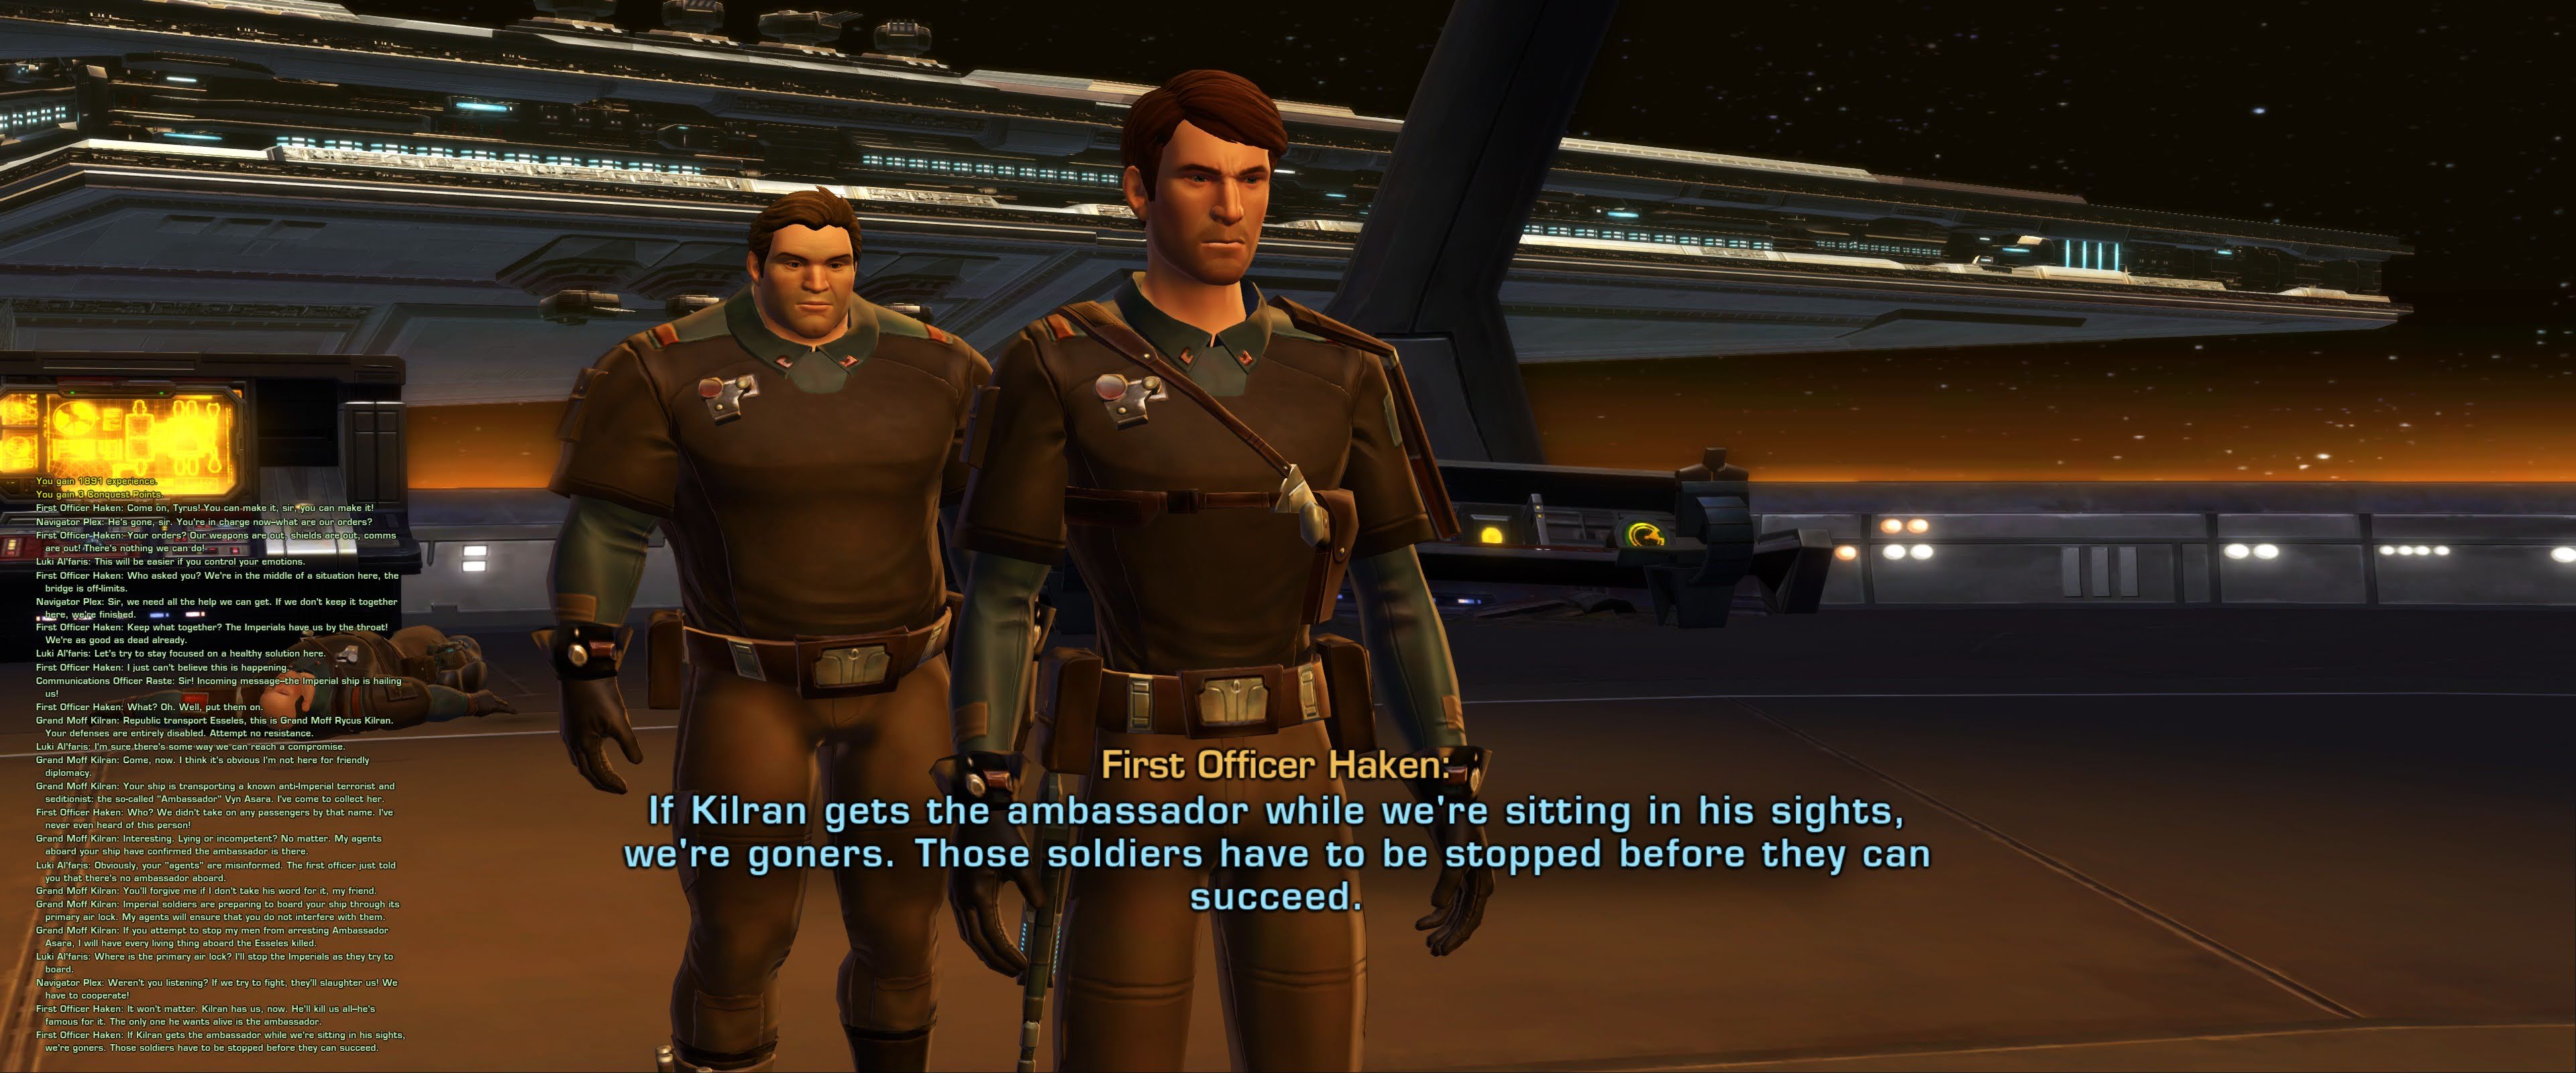 You gain 1891 experience.
You gain 3 Conquest Points.
First Officer Haken: Come on, Tyrus! You can make it, sir, you can make it!
Navigator Plex: He's gone, sir. You're in charge now—what are our orders?
First Officer Haken: Your orders? Our weapons are out, shields are out, comms
are out! There's nothing we can do!
Luki Al'faris: This will be easier if you control your emotions.
First Officer Haken: Who asked you? We're in the middle of a situation here, the
bridge is off-limits.
Navigator Plex: Sir, we need all the help we can get. If we don't keep it together
here, we're finished.
First Officer Haken: Keep what together? The Imperials have us by the throat!
We're as good as dead already.
Luki Al'faris: Let's try to stay focused on a healthy solution here.
First Officer Haken: I just can't believe this is happening.
Communications Officer Raste: Sir! Incoming message—the Imperial ship is hailing
us!
First Officer Haken: What? Oh. Well, put them on.
Grand Moff Kilran: Republic transport Esseles, this is Grand Moff Rycus Kilran.
Your defenses are entirely disabled. Attempt no resistance.
Luki Al'faris: I'm sure there's some way we can reach a compromise.
Grand Moff Kilran: Come, now. I think it's obvious I'm not here for friendly
diplomacy.
Grand Moff Kilran: Your ship is transporting a known anti-Imperial terrorist and
seditionist: the so-called "Ambassador" Vyn Asara. I've come to collect her.
First Officer Haken: Who? We didn't take on any passengers by that name. I've
never even heard of this person!
Grand Moff Kilran: Interesting. Lying or incompetent? No matter. My agents
aboard your ship have confirmed the ambassador is there.
Luki Al'faris: Obviously, your "agents" are misinformed. The first officer just told
you that there's no ambassador aboard.
Grand Moff Kilran: You'll forgive me if I don't take his word for it, my friend.
Grand Moff Kilran: Imperial soldiers are preparing to board your ship through its
primary air lock. My agents will ensure that you do not interfere with them.
Grand Moff Kilran: If you attempt to stop my men from arresting Ambassador
Asara, I will have every living thing aboard the Esseles killed.
Luki Al'faris: Where is the primary air lock? I'll stop the Imperials as they try to
board.
Navigator Plex: Weren't you listening? If we try to fight, they'll slaughter us! We
have to cooperate!
First Officer Haken: It won't matter. Kilran has us, now. He'll kill us all—he's
famous for it. The only one he wants alive is the ambassador.
First Officer Haken: If Kilran gets the ambassador while we're sitting in his sights,
we're goners. Those soldiers have to be stopped before they can succeed.
First Officer Haken:
If Kilran gets the ambassador while we're sitting in his sights,
we're goners. Those soldiers have to be stopped before they can
succeed.